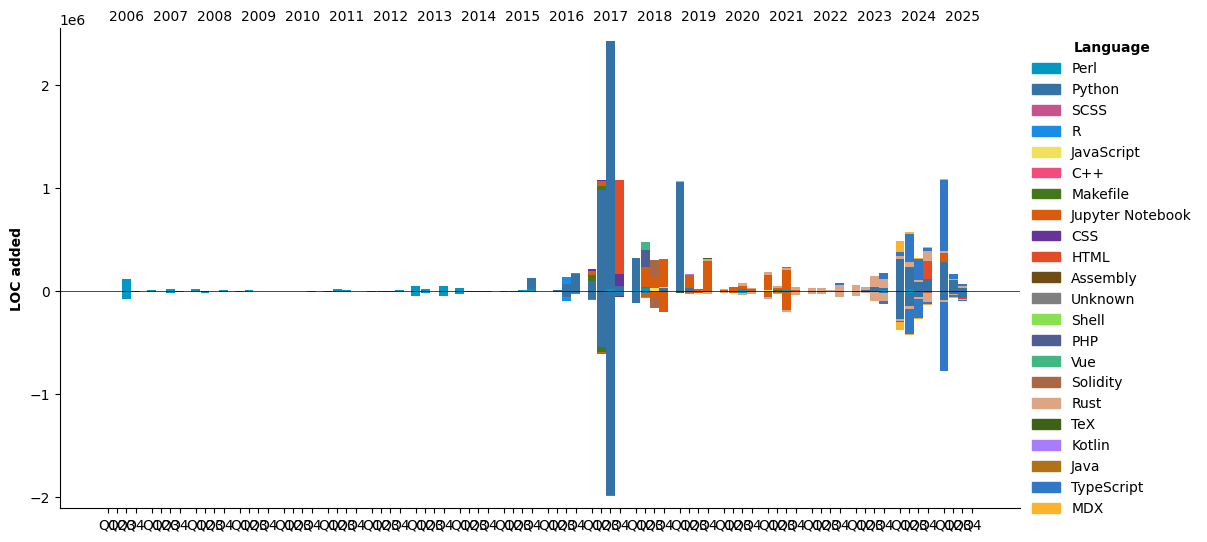 2006 2007 2008 2009 2010 2011 2012 2013 2014 2015 2016 2017 2018 2019 2020 2021 2022 2023 2024 2025
1e6
2
1
0
−1
−2
LOC added
Language
Perl
Python
SCSS
R
JavaScript
C++
Makefile
Jupyter Notebook
CSS
HTML
Assembly
Unknown
Shell
PHP
Vue
Solidity
Rust
TeX
Kotlin
Java
TypeScript
MDX